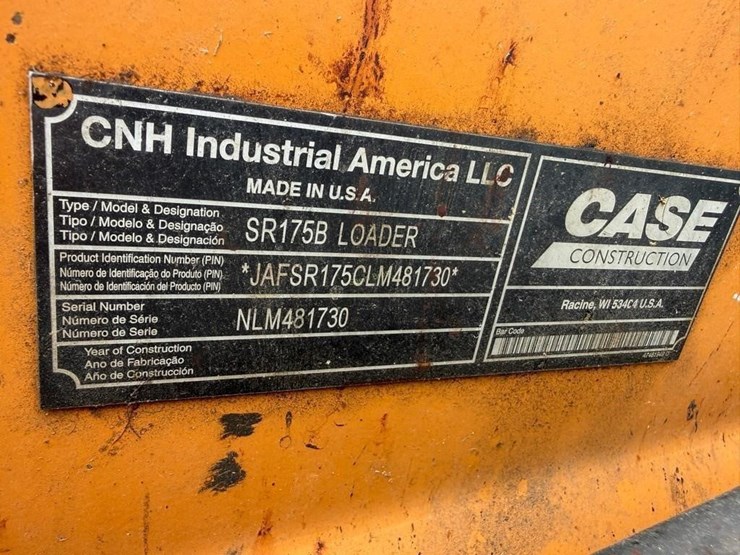 CNH Industrial America LLC
MADE IN U.S.A.
Type / Model & Designation
Tipo / Modelo & Designação
Tipo / Modelo & Designación
SR175B LOADER
Product Identification Number (PIN)
Número de Identificação do Produto (PIN)
Número de Identificación del Producto (PIN)
*JAFSR175CLM481730*
Serial Number
Número de Série
Número de Serie
NLM481730
Year of Construction
Ano de Fabricação
Año de Construcción
CASE
CONSTRUCTION
Racine, WI 53404 U.S.A.
Bar Code